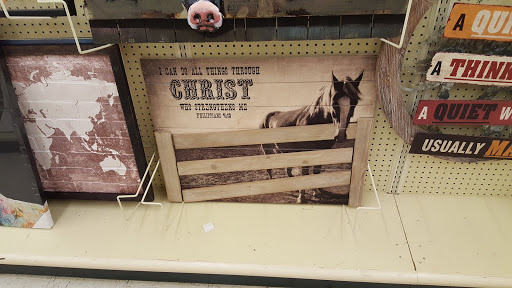 I CAN DO ALL THINGS THROUGH
CHRIST
WHO STRENGTHENS ME
PHILIPPIANS 4:13
A QUI
A THINK
A QUIET W
USUALLY MA